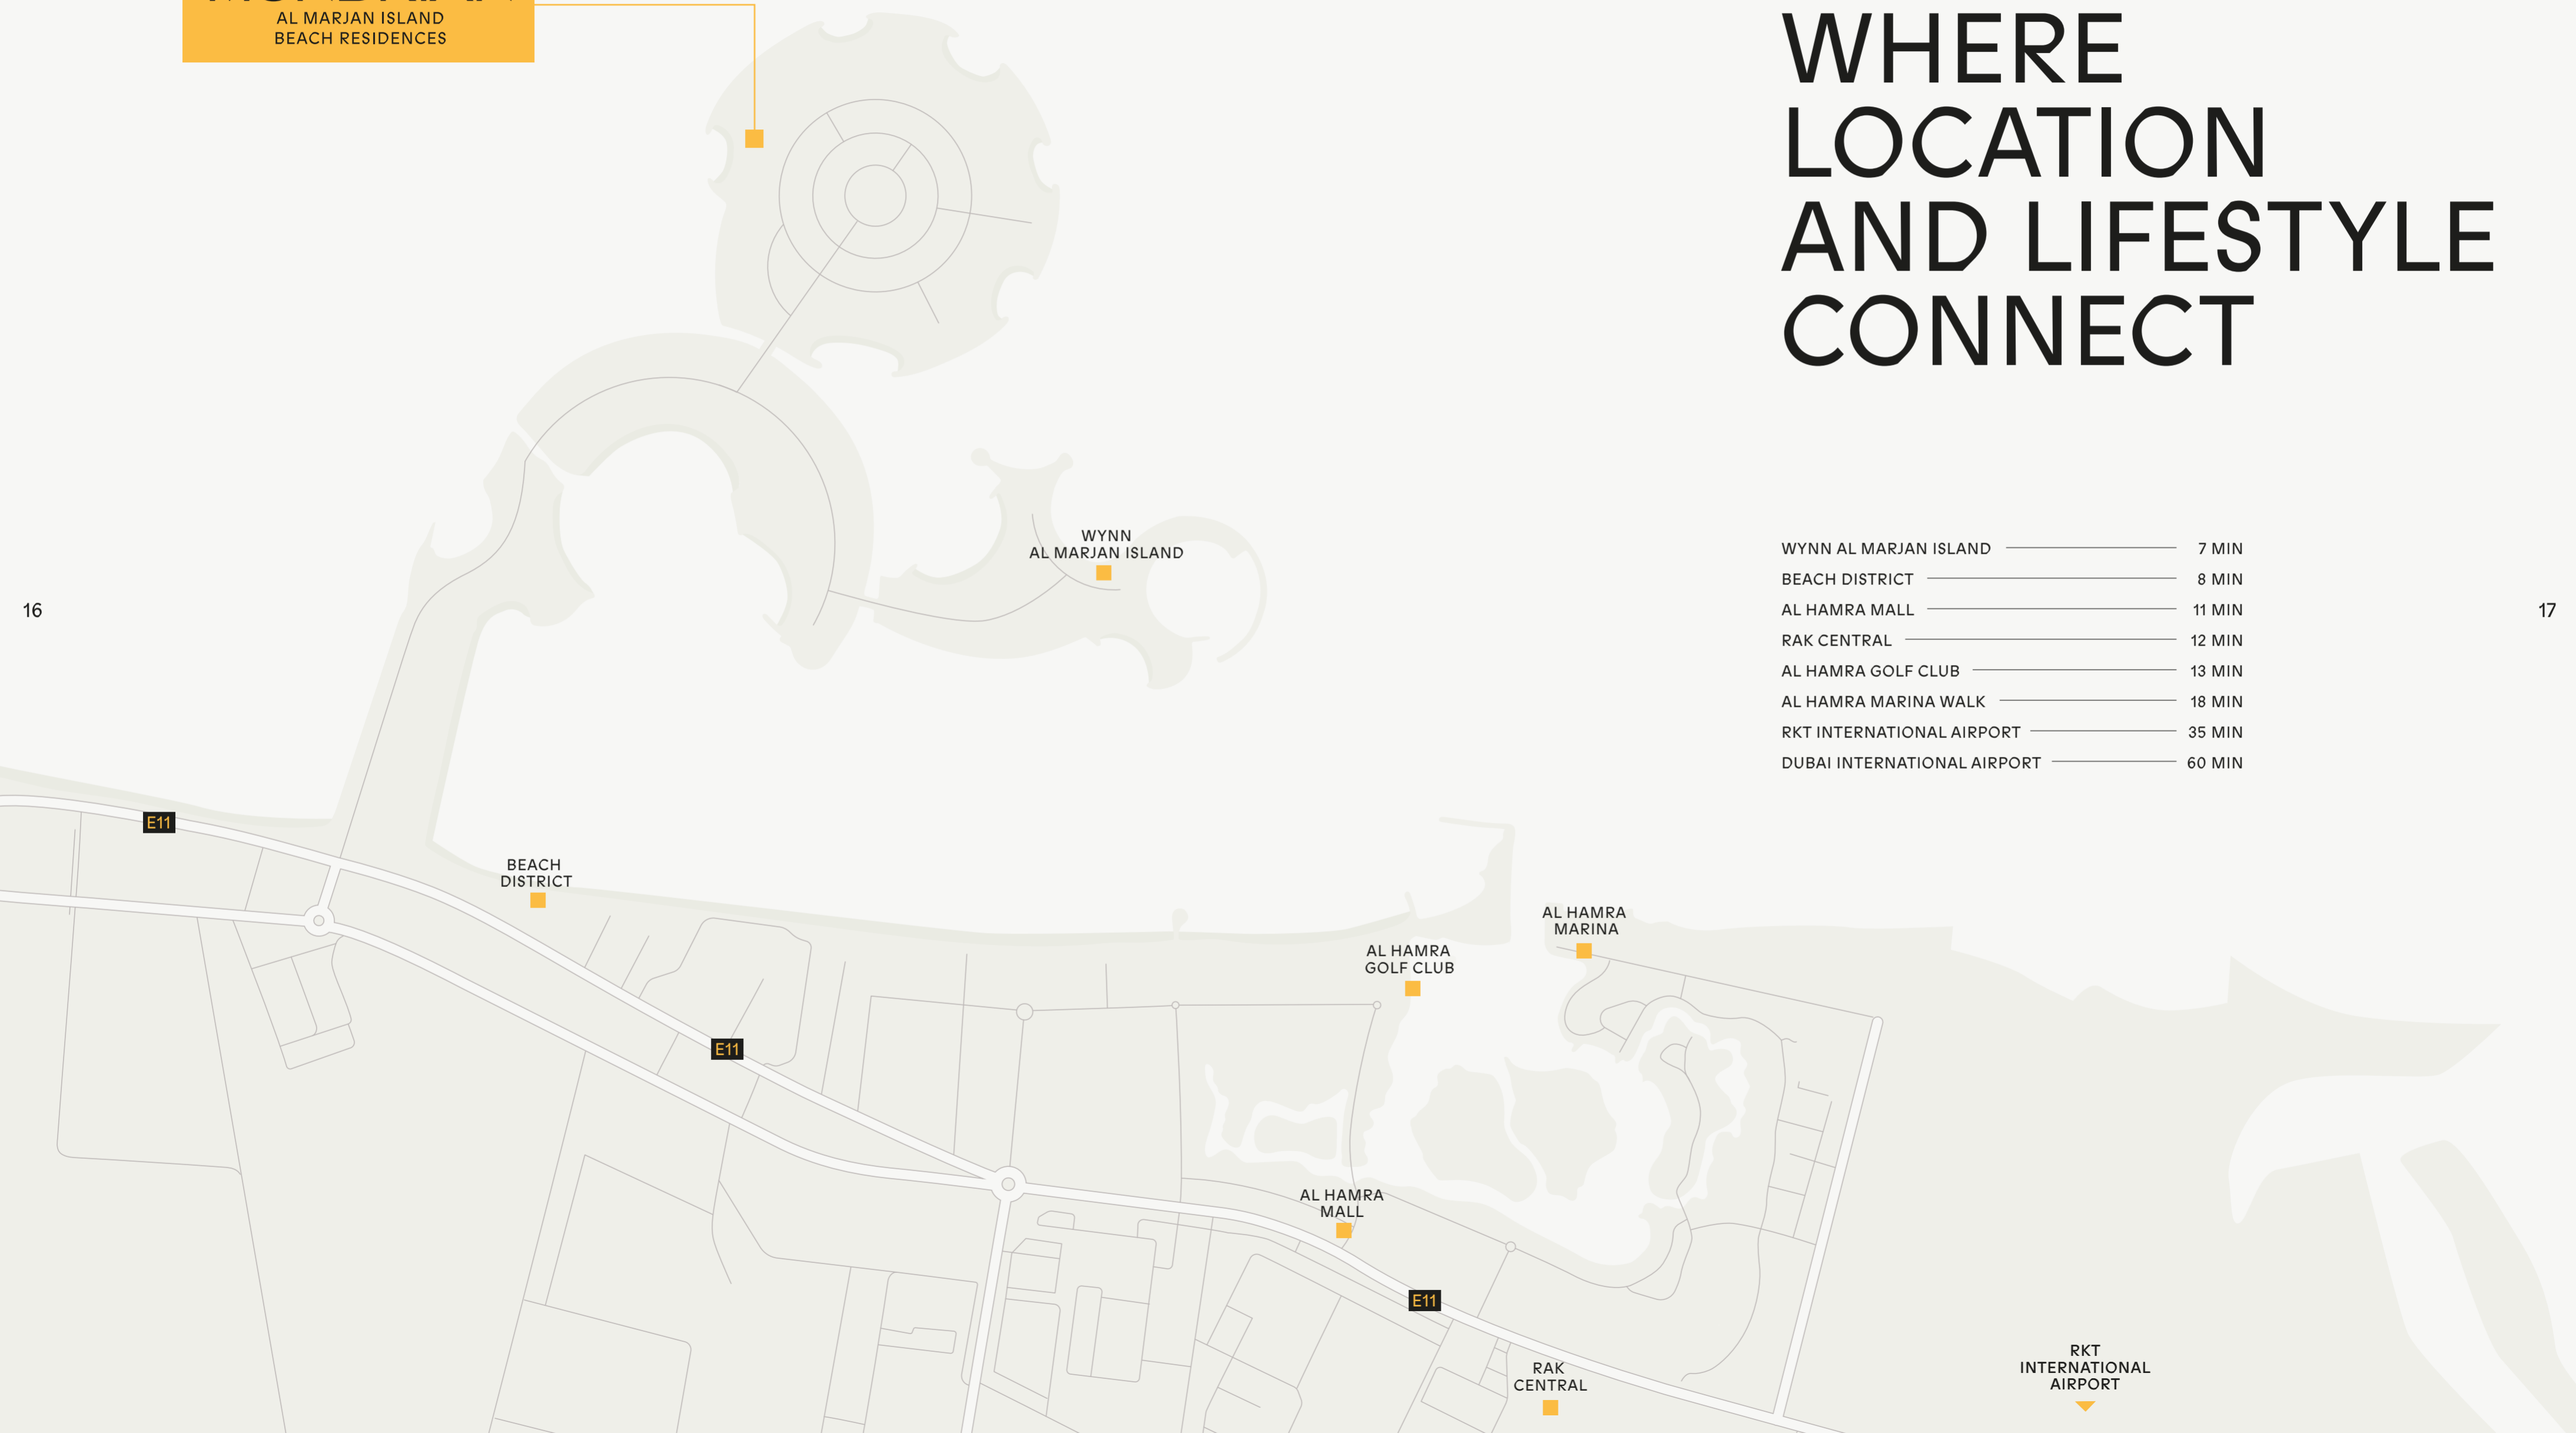 AL MARJAN ISLAND
BEACH RESIDENCES
WHERE
LOCATION
AND LIFESTYLE
CONNECT
WYNN
AL MARJAN ISLAND
WYNN AL MARJAN ISLAND 7 MIN
BEACH DISTRICT 8 MIN
AL HAMRA MALL 11 MIN
RAK CENTRAL 12 MIN
AL HAMRA GOLF CLUB 13 MIN
AL HAMRA MARINA WALK 18 MIN
RKT INTERNATIONAL AIRPORT 35 MIN
DUBAI INTERNATIONAL AIRPORT 60 MIN
16
17
E11
BEACH
DISTRICT
AL HAMRA
MARINA
AL HAMRA
GOLF CLUB
E11
AL HAMRA
MALL
E11
RAK
CENTRAL
RKT
INTERNATIONAL
AIRPORT